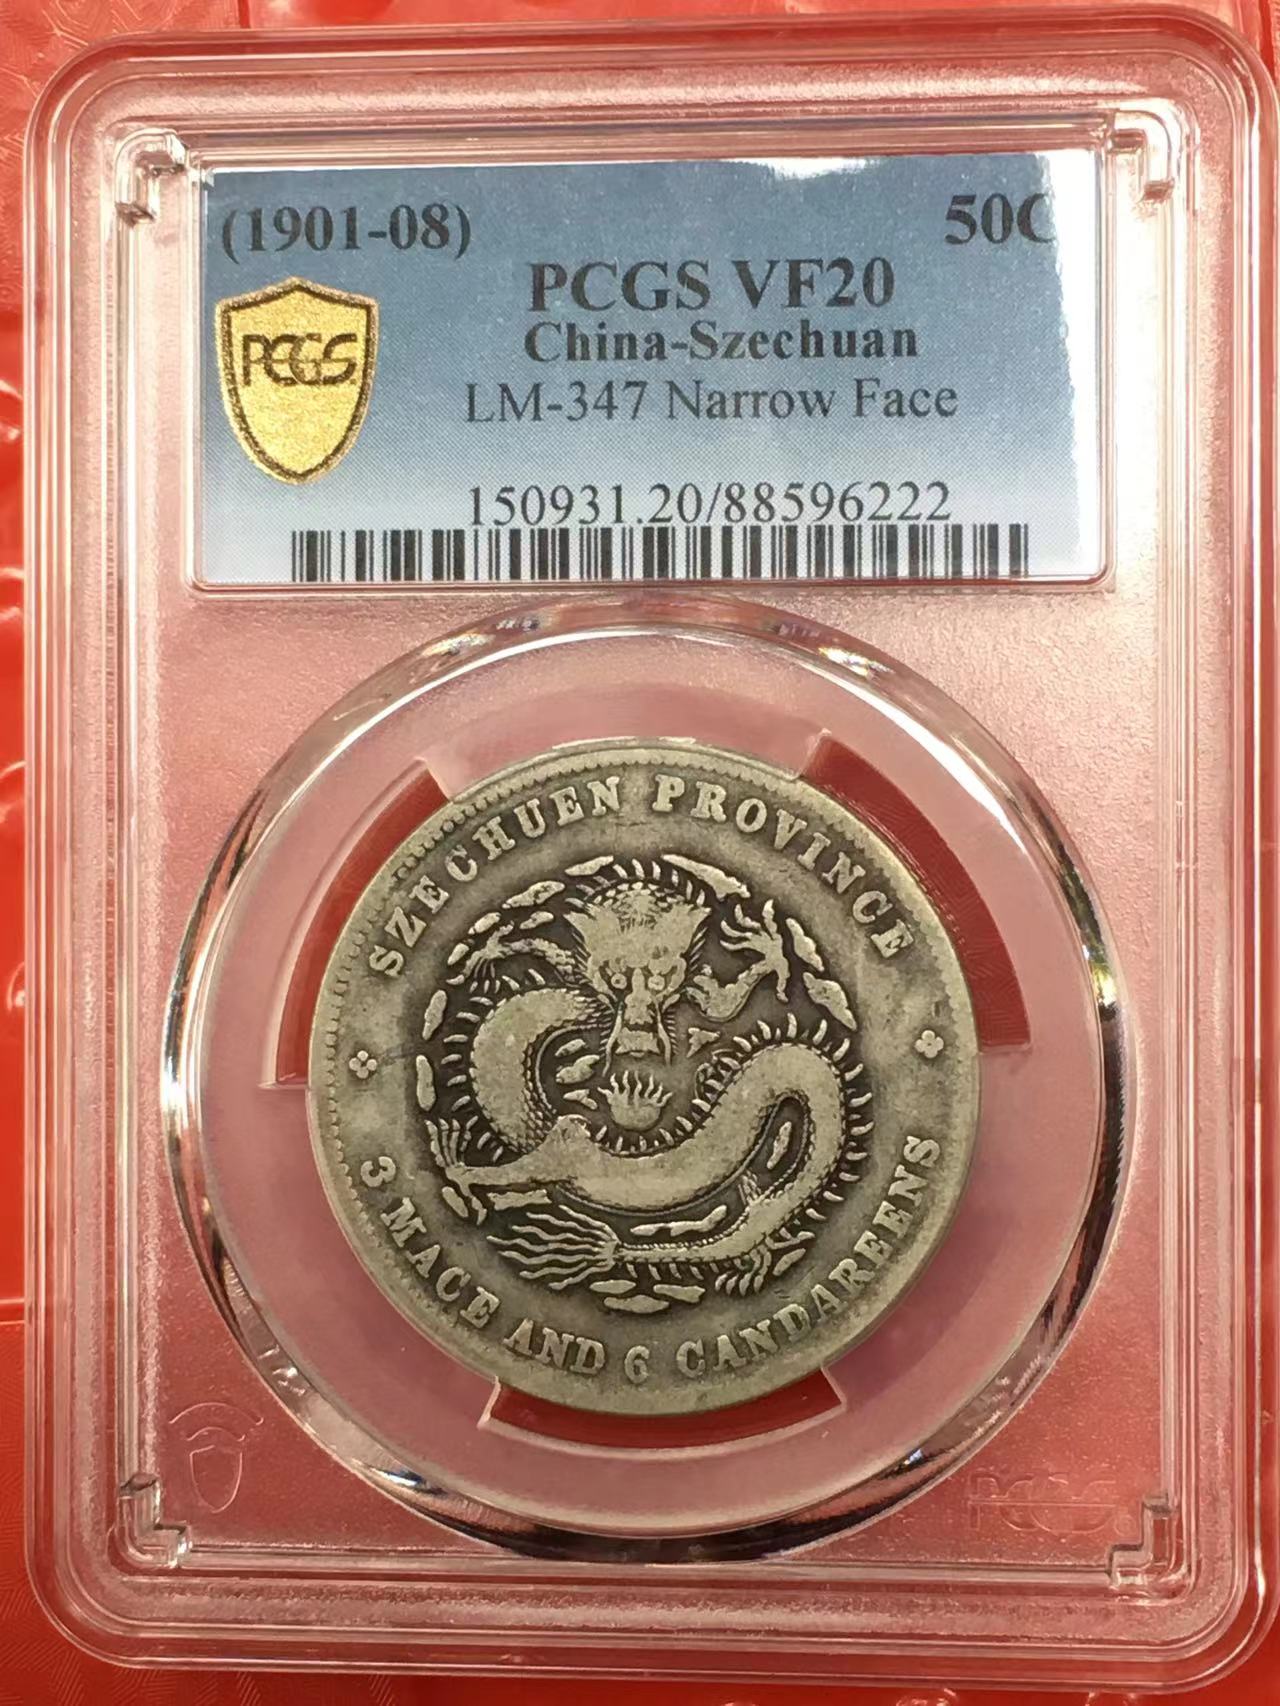 (1901-08)
50C
PCGS VF20
China-Szechuan
PCGS
LM-347 Narrow Face
150931.20/88596222
SZECHUEN PROVINCE
3 MACE AND 6 CANDAREENS
PCGS